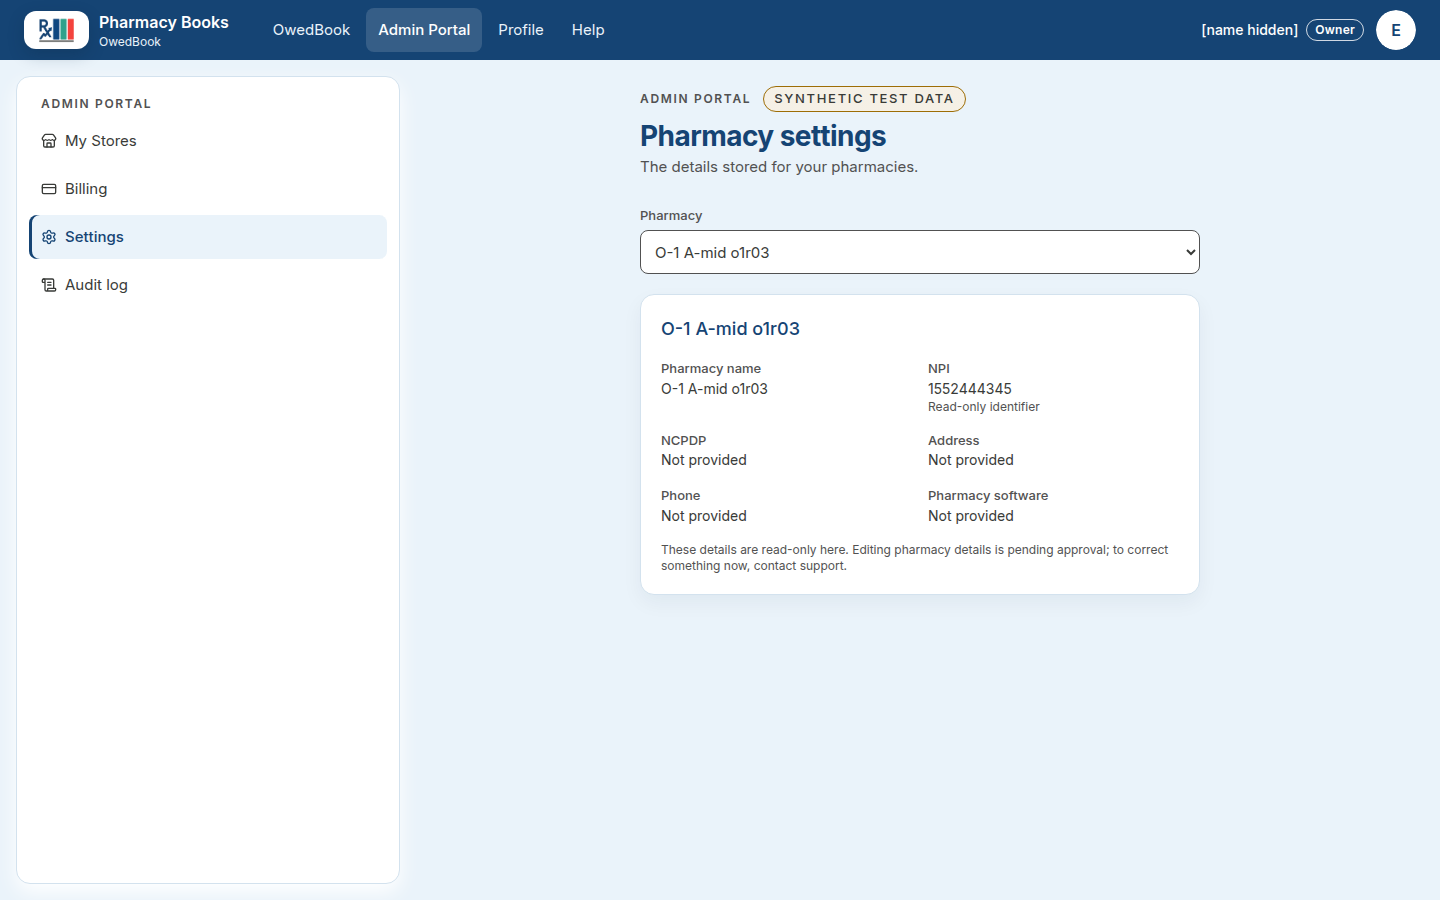 Pharmacy Books
OwedBook
OwedBook
Admin Portal
Profile
Help
[name hidden]
Owner
E
ADMIN PORTAL
My Stores
Billing
Settings
Audit log
ADMIN PORTAL
SYNTHETIC TEST DATA
Pharmacy settings
The details stored for your pharmacies.
Pharmacy
O-1 A-mid o1r03
O-1 A-mid o1r03
Pharmacy name
O-1 A-mid o1r03
NPI
1552444345
Read-only identifier
NCPDP
Not provided
Address
Not provided
Phone
Not provided
Pharmacy software
Not provided
These details are read-only here. Editing pharmacy details is pending approval; to correct
something now, contact support.